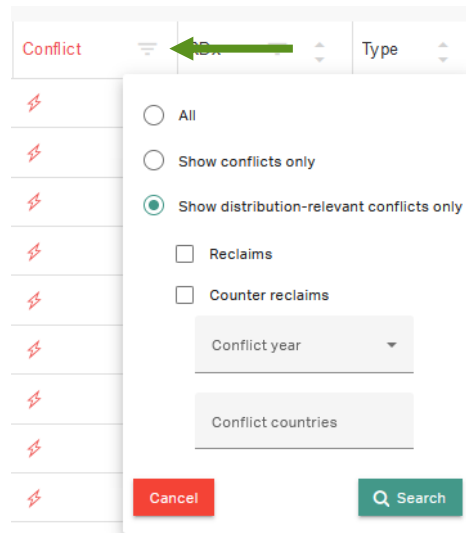 Conflict
Type
All
Show conflicts only
Show distribution-relevant conflicts only
Reclaims
Counter reclaims
Conflict year
Conflict countries
Cancel
Search